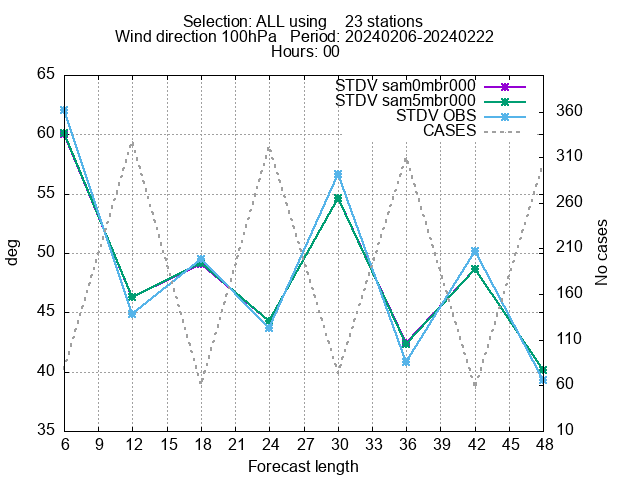 Selection: ALL using    23 stations
Wind direction 100hPa   Period: 20240206-20240222
Hours: 00
STDV sam0mbr000
STDV sam5mbr000
STDV OBS
CASES
65
60
55
50
45
40
35
deg
360
310
260
210
160
110
60
10
No cases
6 9 12 15 18 21 24 27 30 33 36 39 42 45 48
Forecast length